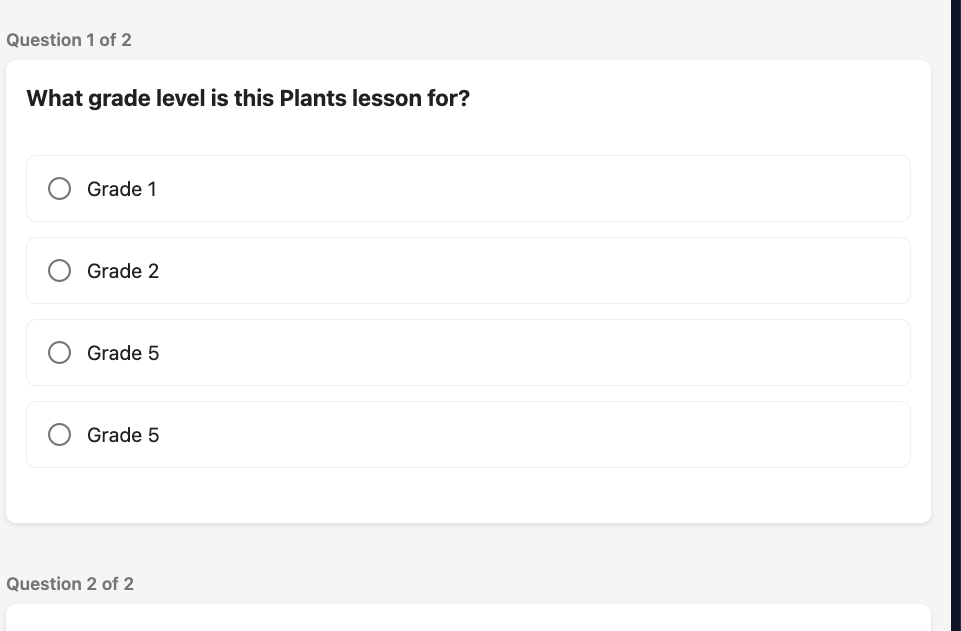 Question 1 of 2
What grade level is this Plants lesson for?
Grade 1
Grade 2
Grade 5
Grade 5
Question 2 of 2